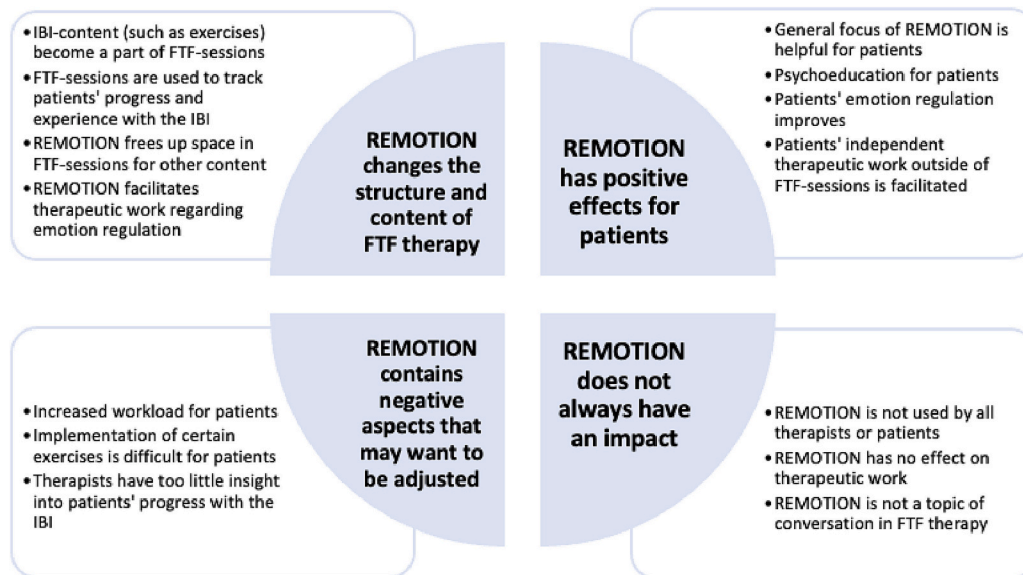 •IBI-content (such as exercises)
become a part of FTF-sessions
•FTF-sessions are used to track
patients' progress and
experience with the IBI
•REMOTION frees up space in
FTF-sessions for other content
•REMOTION facilitates
therapeutic work regarding
emotion regulation
REMOTION
changes the
structure and
content of
FTF therapy
REMOTION
has positive
effects for
patients
•General focus of REMOTION is
helpful for patients
•Psychoeducation for patients
•Patients' emotion regulation
improves
•Patients' independent
therapeutic work outside of
FTF-sessions is facilitated
•Increased workload for patients
•Implementation of certain
exercises is difficult for patients
•Therapists have too little insight
into patients' progress with the
IBI
REMOTION
contains
negative
aspects that
may want to
be adjusted
REMOTION
does not
always have
an impact
•REMOTION is not used by all
therapists or patients
•REMOTION has no effect on
therapeutic work
•REMOTION is not a topic of
conversation in FTF therapy